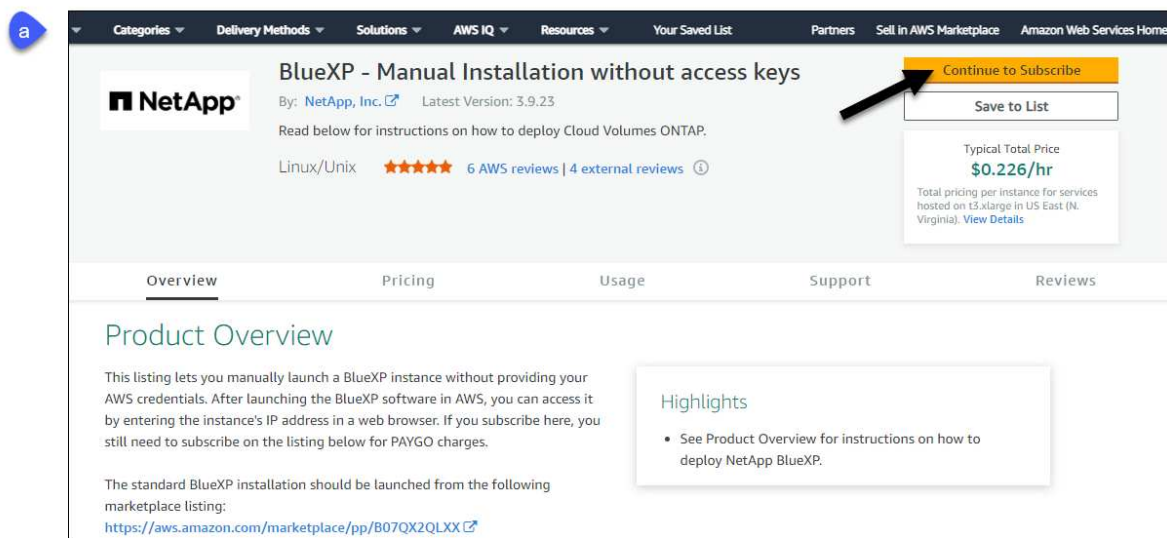 a
Categories Delivery Methods Solutions AWS IQ Resources Your Saved List Partners Sell in AWS Marketplace Amazon Web Services Home
NetApp
BlueXP - Manual Installation without access keys
By: NetApp, Inc. Latest Version: 3.9.23
Read below for instructions on how to deploy Cloud Volumes ONTAP.
Linux/Unix 6 AWS reviews | 4 external reviews
Continue to Subscribe
Save to List
Typical Total Price
$0.226/hr
Total pricing per instance for services
hosted on t3.xlarge in US East (N.
Virginia). View Details
Overview Pricing Usage Support Reviews
Product Overview
This listing lets you manually launch a BlueXP instance without providing your
AWS credentials. After launching the BlueXP software in AWS, you can access it
by entering the instance's IP address in a web browser. If you subscribe here, you
still need to subscribe on the listing below for PAYGO charges.
The standard BlueXP installation should be launched from the following
marketplace listing:
https://aws.amazon.com/marketplace/pp/B07QX2QLXX
Highlights
• See Product Overview for instructions on how to
deploy NetApp BlueXP.